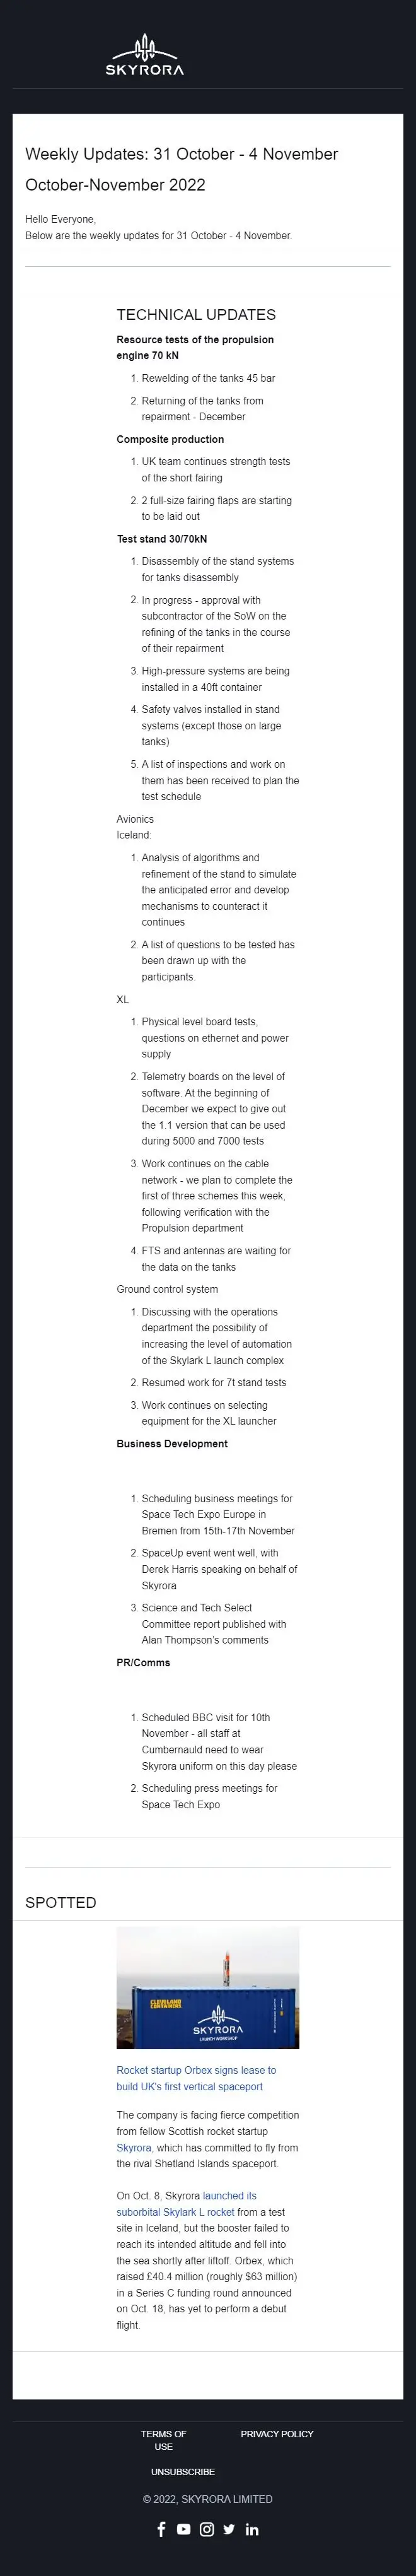 SKYRORA
Weekly Updates: 31 October - 4 November
October-November 2022
Hello Everyone,
Below are the weekly updates for 31 October - 4 November.
TECHNICAL UPDATES
Resource tests of the propulsion
engine 70 kN
1. Rewelding of the tanks 45 bar
2. Returning of the tanks from
repairment - December
Composite production
1. UK team continues strength tests
of the short fairing
2. 2 full-size fairing flaps are starting
to be laid out
Test stand 30/70kN
1. Disassembly of the stand systems
for tanks disassembly
2. In progress - approval with
subcontractor of the SoW on the
refining of the tanks in the course
of their repairment
3. High-pressure systems are being
installed in a 40ft container
4. Safety valves installed in stand
systems (except those on large
tanks)
5. A list of inspections and work on
them has been received to plan the
test schedule
Avionics
Iceland:
1. Analysis of algorithms and
refinement of the stand to simulate
the anticipated error and develop
mechanisms to counteract it
continues
2. A list of questions to be tested has
been drawn up with the
participants.
XL
1. Physical level board tests,
questions on ethernet and power
supply
2. Telemetry boards on the level of
software. At the beginning of
December we expect to give out
the 1.1 version that can be used
during 5000 and 7000 tests
3. Work continues on the cable
network - we plan to complete the
first of three schemes this week,
following verification with the
Propulsion department
4. FTS and antennas are waiting for
the data on the tanks
Ground control system
1. Discussing with the operations
department the possibility of
increasing the level of automation
of the Skylark L launch complex
2. Resumed work for 7t stand tests
3. Work continues on selecting
equipment for the XL launcher
Business Development
1. Scheduling business meetings for
Space Tech Expo Europe in
Bremen from 15th-17th November
2. SpaceUp event went well, with
Derek Harris speaking on behalf of
Skyrora
3. Science and Tech Select
Committee report published with
Alan Thompson's comments
PR/Comms
1. Scheduled BBC visit for 10th
November - all staff at
Cumbernauld need to wear
Skyrora uniform on this day please
2. Scheduling press meetings for
Space Tech Expo
SPOTTED
CLEVELAND
CONTAINERS
SKYRORA
LAUNCH WORKSHOP
Rocket startup Orbex signs lease to
build UK's first vertical spaceport
The company is facing fierce competition
from fellow Scottish rocket startup
Skyrora, which has committed to fly from
the rival Shetland Islands spaceport.
On Oct. 8, Skyrora launched its
suborbital Skylark L rocket from a test
site in Iceland, but the booster failed to
reach its intended altitude and fell into
the sea shortly after liftoff. Orbex, which
raised £40.4 million (roughly $63 million)
in a Series C funding round announced
on Oct. 18, has yet to perform a debut
flight.
TERMS OF
USE
PRIVACY POLICY
UNSUBSCRIBE
© 2022, SKYRORA LIMITED